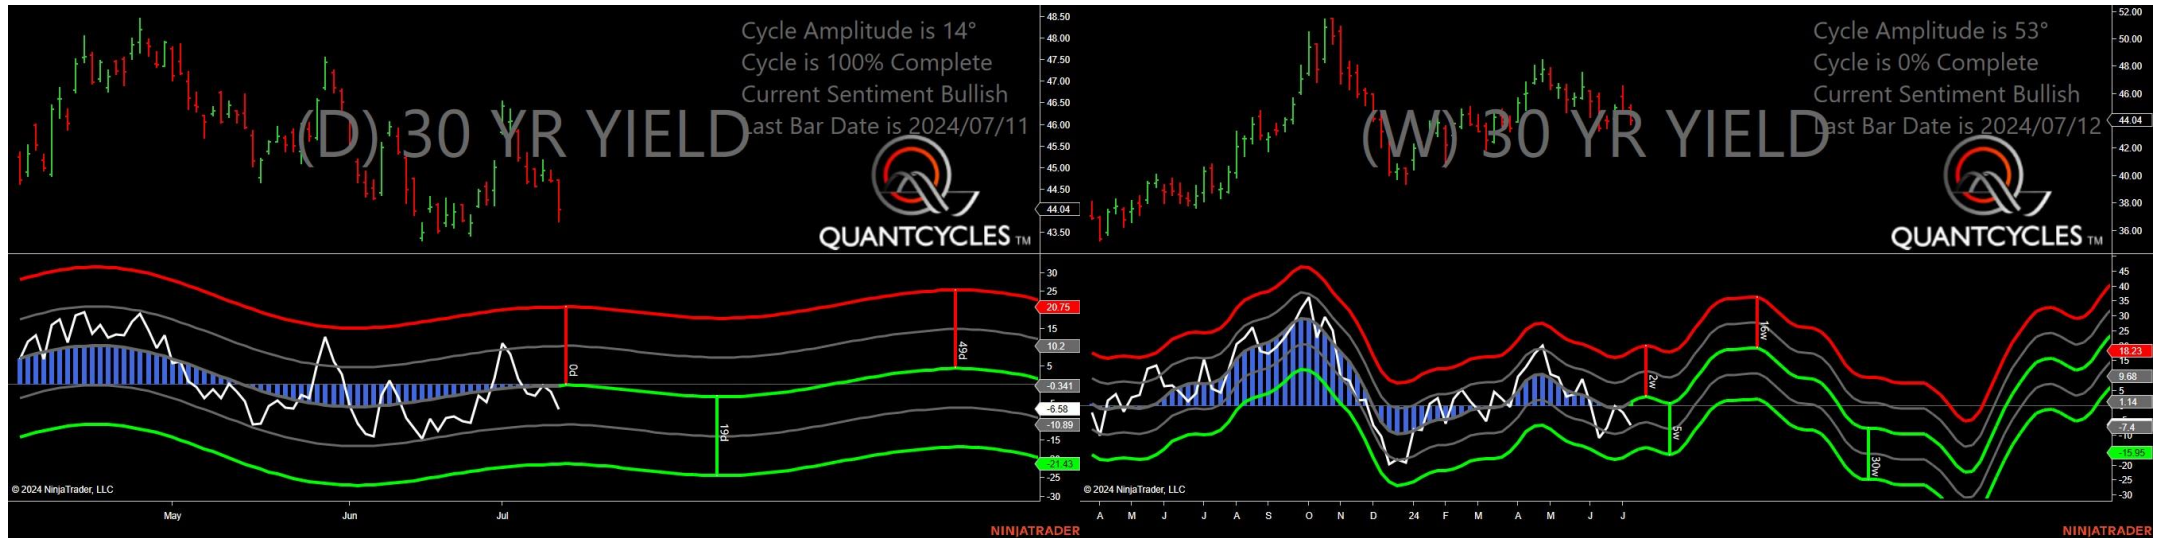 Cycle Amplitude is 14°
Cycle is 100% Complete
Current Sentiment Bullish
Last Bar Date is 2024/07/11
(D) 30 YR YIELD
QUANTCYCLES TM
48.50
48.00
47.50
47.00
46.50
46.00
45.50
45.00
44.50
44.04
43.50
30
25
20.75
15
10.2
5
-0.341
-6.58
-10.89
-15
-21.43
-25
-30
0d
19d
49d
© 2024 NinjaTrader, LLC
May Jun Jul
NINJATRADER
Cycle Amplitude is 53°
Cycle is 0% Complete
Current Sentiment Bullish
Last Bar Date is 2024/07/12
(W) 30 YR YIELD
QUANTCYCLES TM
52.00
50.00
48.00
46.00
44.04
42.00
40.00
38.00
36.00
45
40
35
30
25
18.23
15
9.68
5
1.14
-7.4
-10
-15.95
-20
-25
-30
2w
5w
16w
30w
© 2024 NinjaTrader, LLC
A M J J A S O N D 24 F M A M J J
NINJATRADER